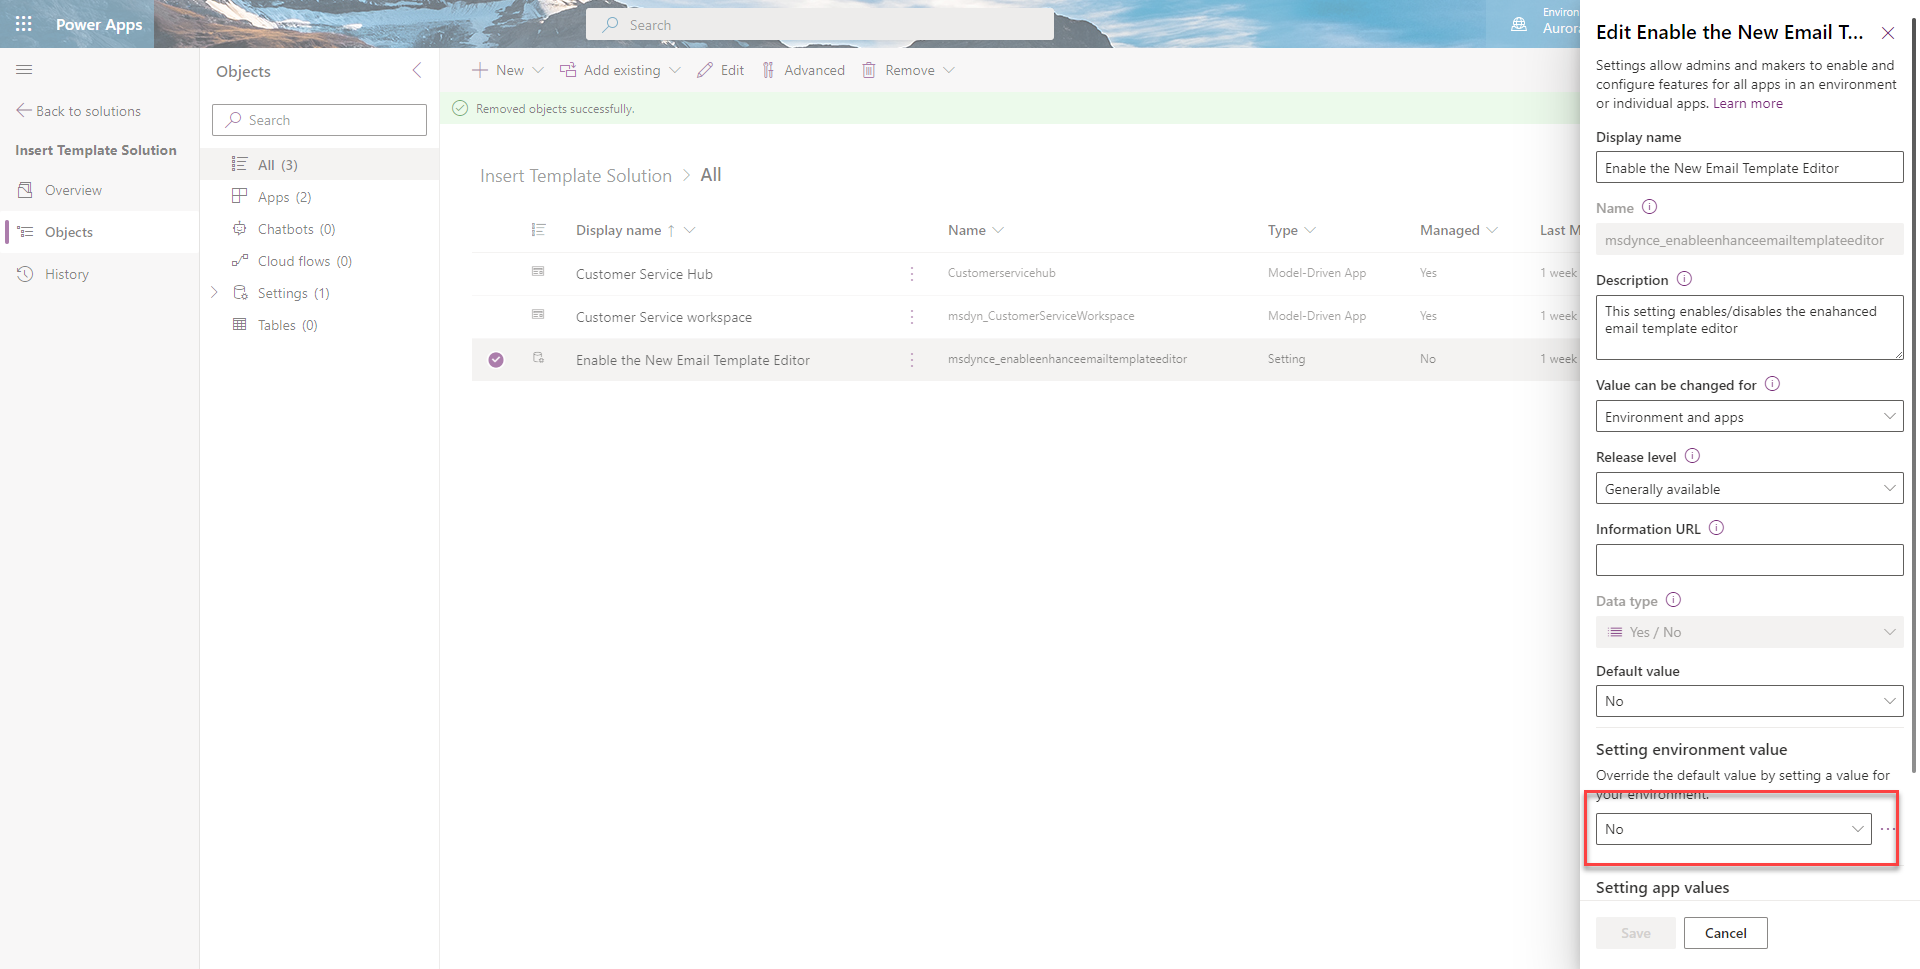 Power Apps
Search
Environ
Aurora
Back to solutions
Insert Template Solution
Overview
Objects
History
Objects
Search
All (3)
Apps (2)
Chatbots (0)
Cloud flows (0)
Settings (1)
Tables (0)
New
Add existing
Edit
Advanced
Remove
Removed objects successfully.
Insert Template Solution > All
Display name ↑ Name Type Managed Last M
Customer Service Hub Customerservicehub Model-Driven App Yes 1 week
Customer Service workspace msdyn_CustomerServiceWorkspace Model-Driven App Yes 1 week
Enable the New Email Template Editor msdynce_enableenhanceemailtemplateeditor Setting No 1 week
Edit Enable the New Email T...
Settings allow admins and makers to enable and
configure features for all apps in an environment
or individual apps. Learn more
Display name
Enable the New Email Template Editor
Name
msdynce_enableenhanceemailtemplateeditor
Description
This setting enables/disables the enahanced
email template editor
Value can be changed for
Environment and apps
Release level
Generally available
Information URL
Data type
Yes / No
Default value
No
Setting environment value
Override the default value by setting a value for
your environment.
No
Setting app values
Save
Cancel